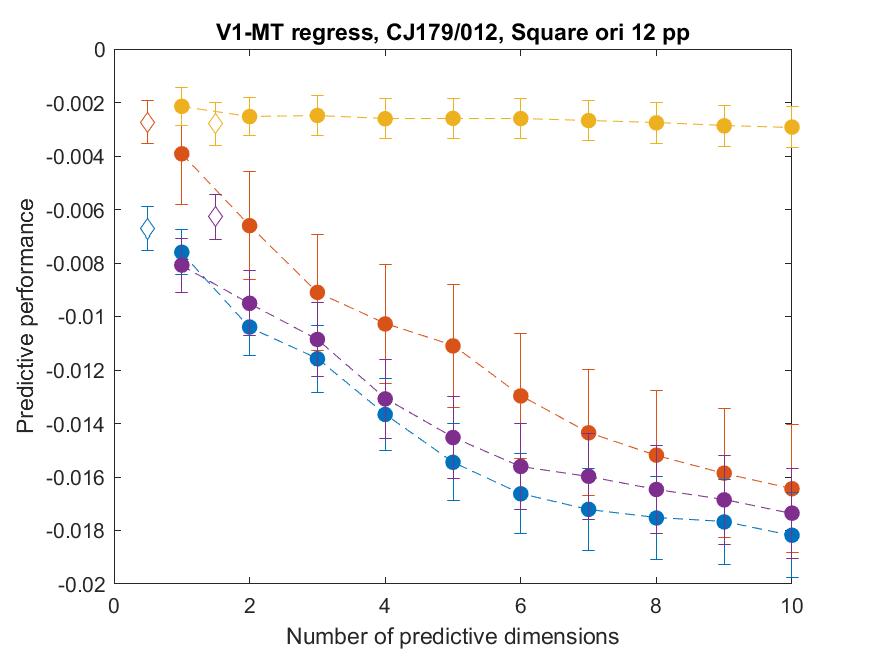 V1-MT regress, CJ179/012, Square ori 12 pp
0
-0.002
-0.004
-0.006
-0.008
-0.01
-0.012
-0.014
-0.016
-0.018
-0.02
Predictive performance
0 2 4 6 8 10
Number of predictive dimensions